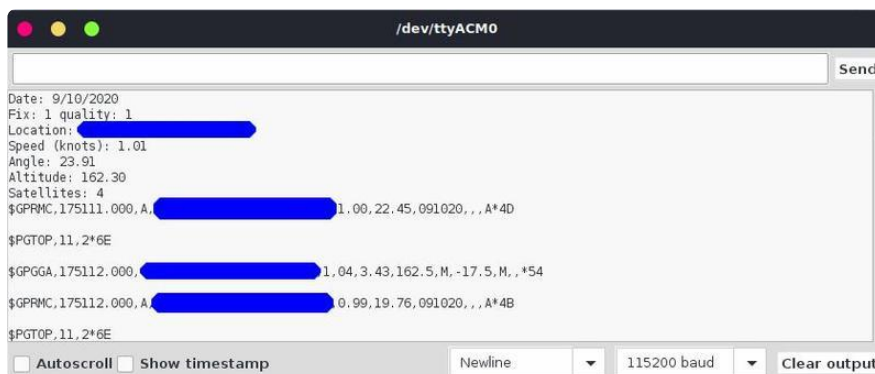 /dev/ttyACM0
Send
Date: 9/10/2020
Fix: 1 quality: 1
Location:
Speed (knots): 1.01
Angle: 23.91
Altitude: 162.30
Satellites: 4
$GPRMC,175111.000,A, 1.00,22.45,091020,,,A*4D
$PGTOP,11,2*6E
$GPGGA,175112.000, 1,04,3.43,162.5,M,-17.5,M,,*54
$GPRMC,175112.000,A, 0.99,19.76,091020,,,A*4B
$PGTOP,11,2*6E
Autoscroll Show timestamp Newline 115200 baud Clear output